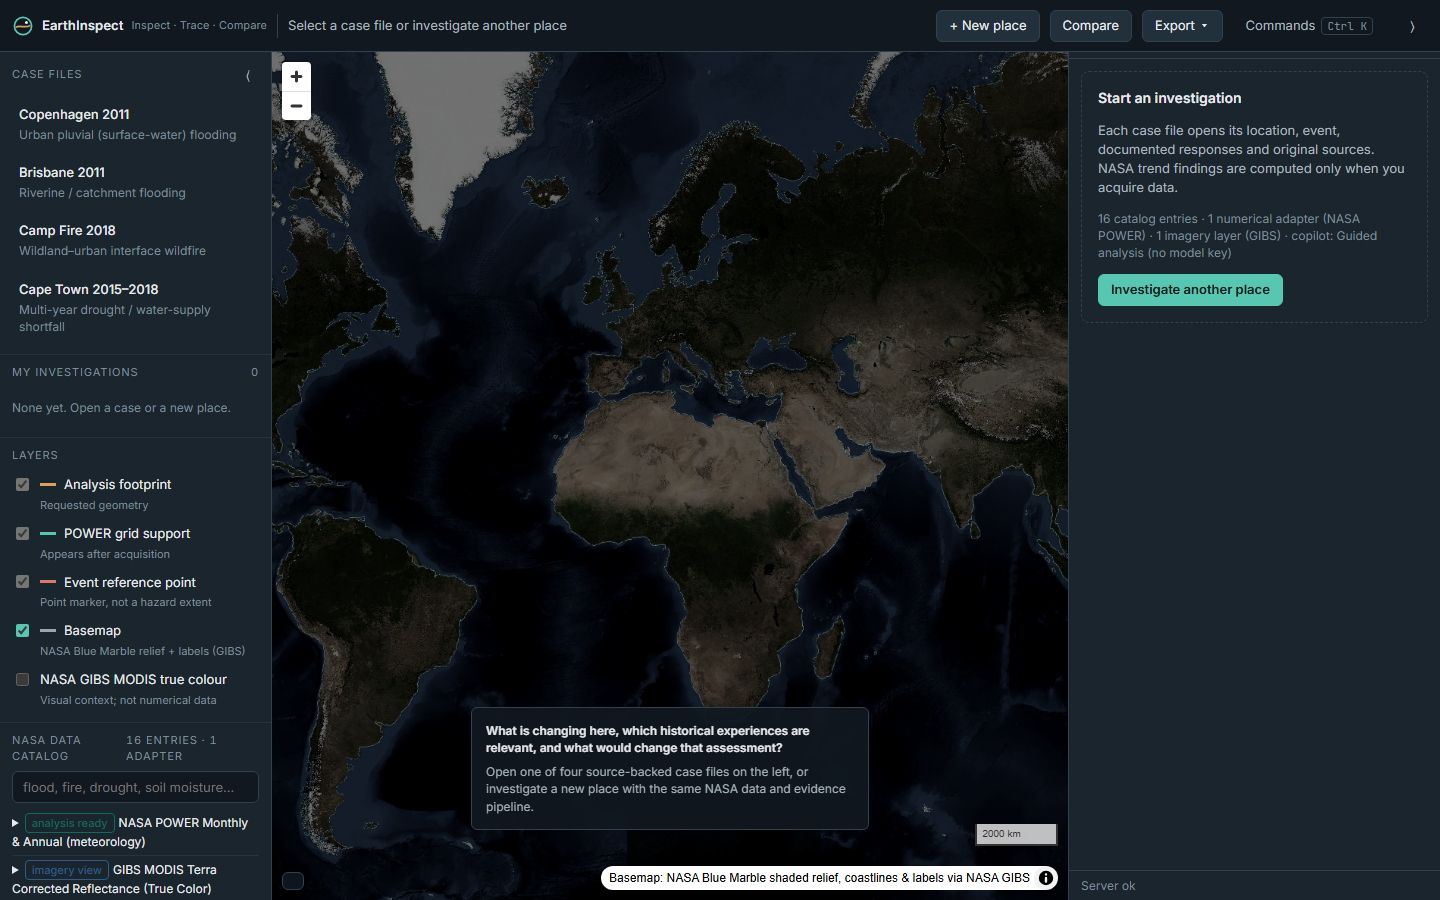 EarthInspect Inspect · Trace · Compare
Select a case file or investigate another place
+ New place
Compare
Export
Commands Ctrl K
CASE FILES
Copenhagen 2011
Urban pluvial (surface-water) flooding
Brisbane 2011
Riverine / catchment flooding
Camp Fire 2018
Wildland–urban interface wildfire
Cape Town 2015–2018
Multi-year drought / water-supply
shortfall
MY INVESTIGATIONS 0
None yet. Open a case or a new place.
LAYERS
Analysis footprint
Requested geometry
POWER grid support
Appears after acquisition
Event reference point
Point marker, not a hazard extent
Basemap
NASA Blue Marble relief + labels (GIBS)
NASA GIBS MODIS true colour
Visual context; not numerical data
NASA DATA
CATALOG
16 ENTRIES · 1
ADAPTER
flood, fire, drought, soil moisture...
analysis ready NASA POWER Monthly
& Annual (meteorology)
imagery view GIBS MODIS Terra
Corrected Reflectance (True Color)
+
−
What is changing here, which historical experiences are
relevant, and what would change that assessment?
Open one of four source-backed case files on the left, or
investigate a new place with the same NASA data and evidence
pipeline.
2000 km
Basemap: NASA Blue Marble shaded relief, coastlines & labels via NASA GIBS
Start an investigation
Each case file opens its location, event,
documented responses and original sources.
NASA trend findings are computed only when you
acquire data.
16 catalog entries · 1 numerical adapter (NASA
POWER) · 1 imagery layer (GIBS) · copilot: Guided
analysis (no model key)
Investigate another place
Server ok